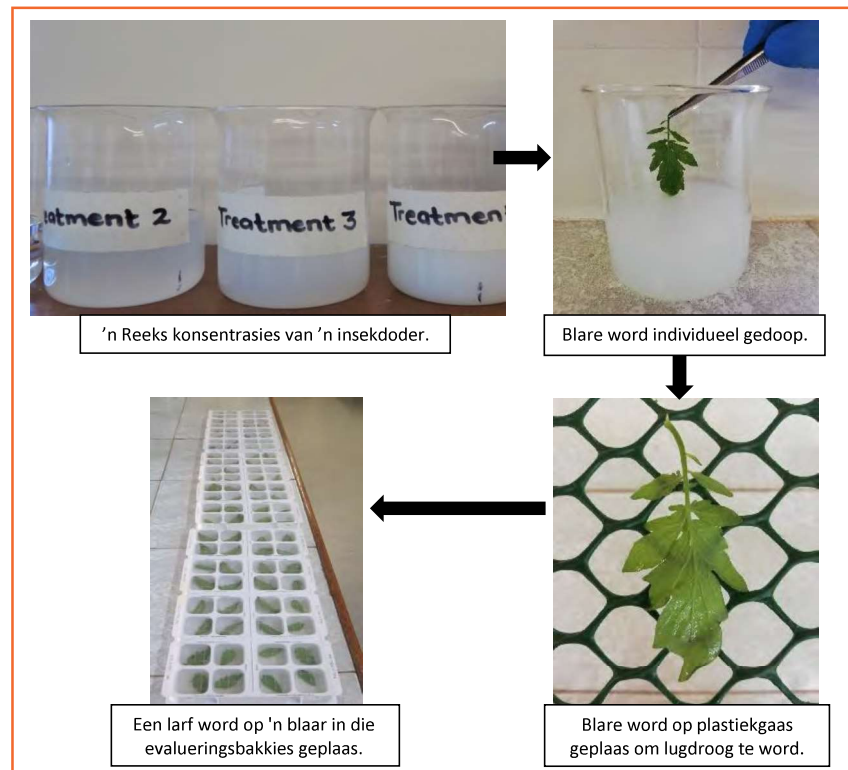 eatment 2
Treatment 3
Treatmen
'n Reeks konsentrasies van 'n insekdoder.
Blare word individueel gedoop.
Een larf word op 'n blaar in die
evalueringsbakkies geplaas.
Blare word op plastiekgaas
geplaas om lugdroog te word.